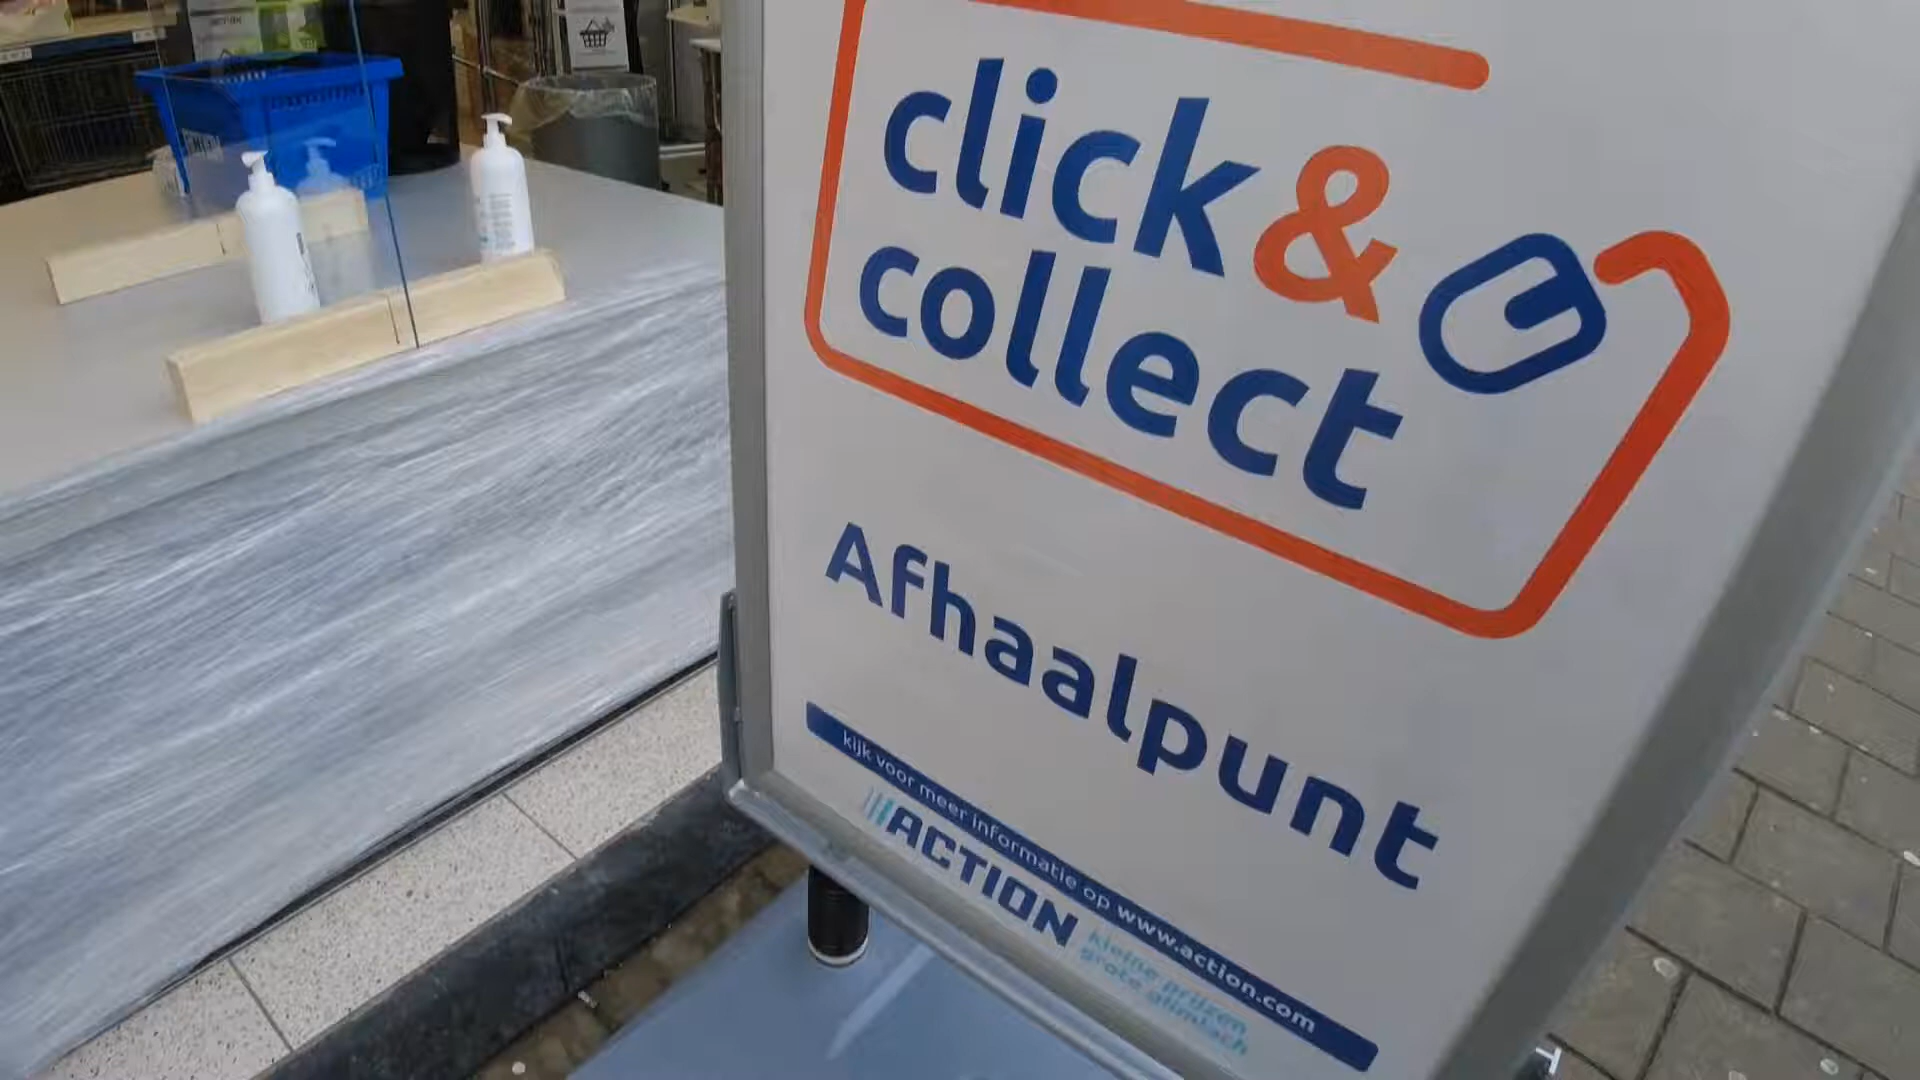 click &
collect
Afhaalpunt
kijk voor meer informatie op www.action.com
ACTION
kleine prijzen
grote glimlach